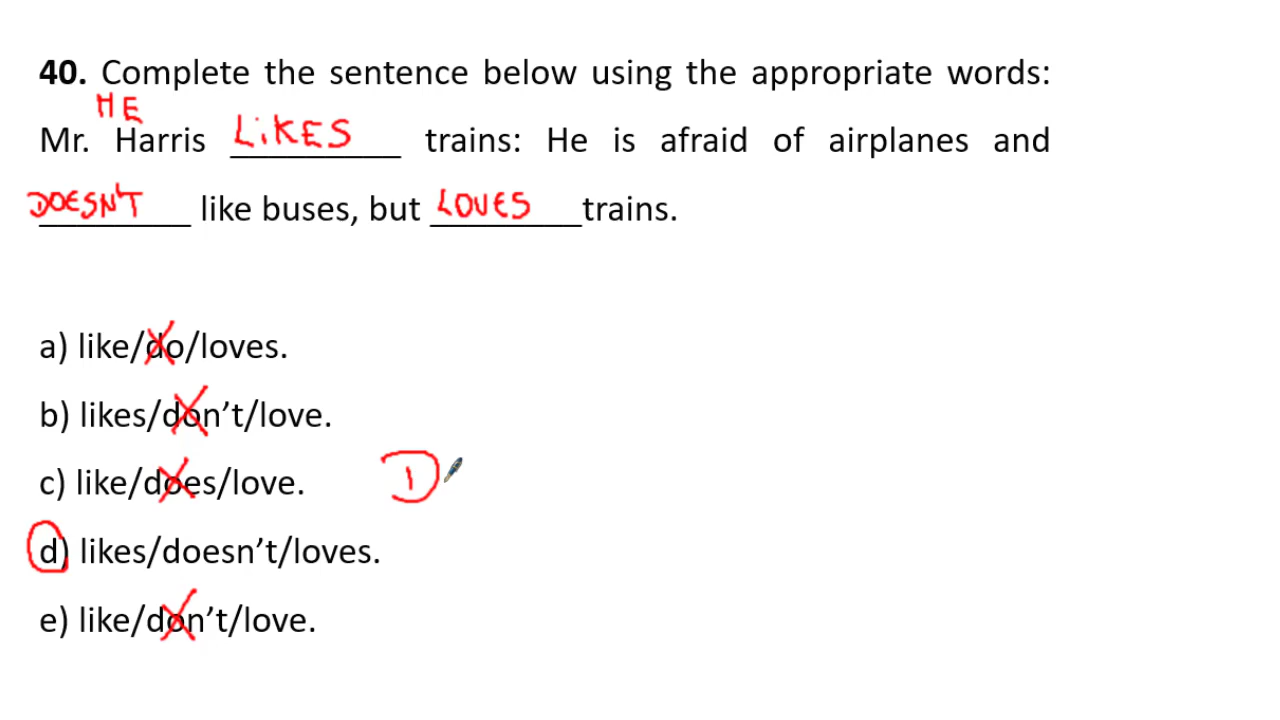 40. Complete the sentence below using the appropriate words:
HE
Mr. Harris LiKES trains: He is afraid of airplanes and
DOESN'T like buses, but LOVES trains.
a) like/do/loves.
b) likes/don't/love.
c) like/does/love.
D
d) likes/doesn't/loves.
e) like/don't/love.